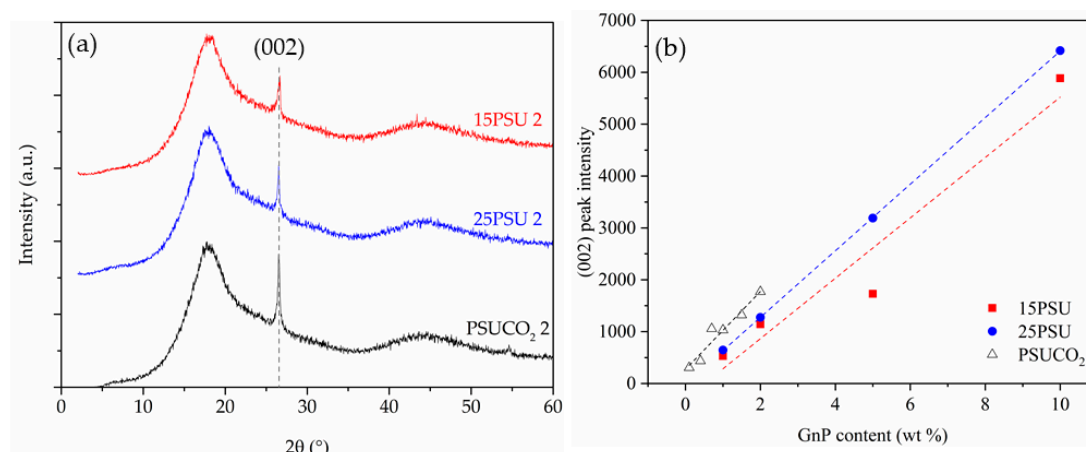 (a)
(002)
15PSU 2
25PSU 2
PSUCO₂ 2
Intensity (a.u.)
0 10 20 30 40 50 60
2θ (°)
(b)
7000
6000
5000
4000
3000
2000
1000
0
(002) peak intensity
15PSU
25PSU
PSUCO₂
0 2 4 6 8 10
GnP content (wt %)